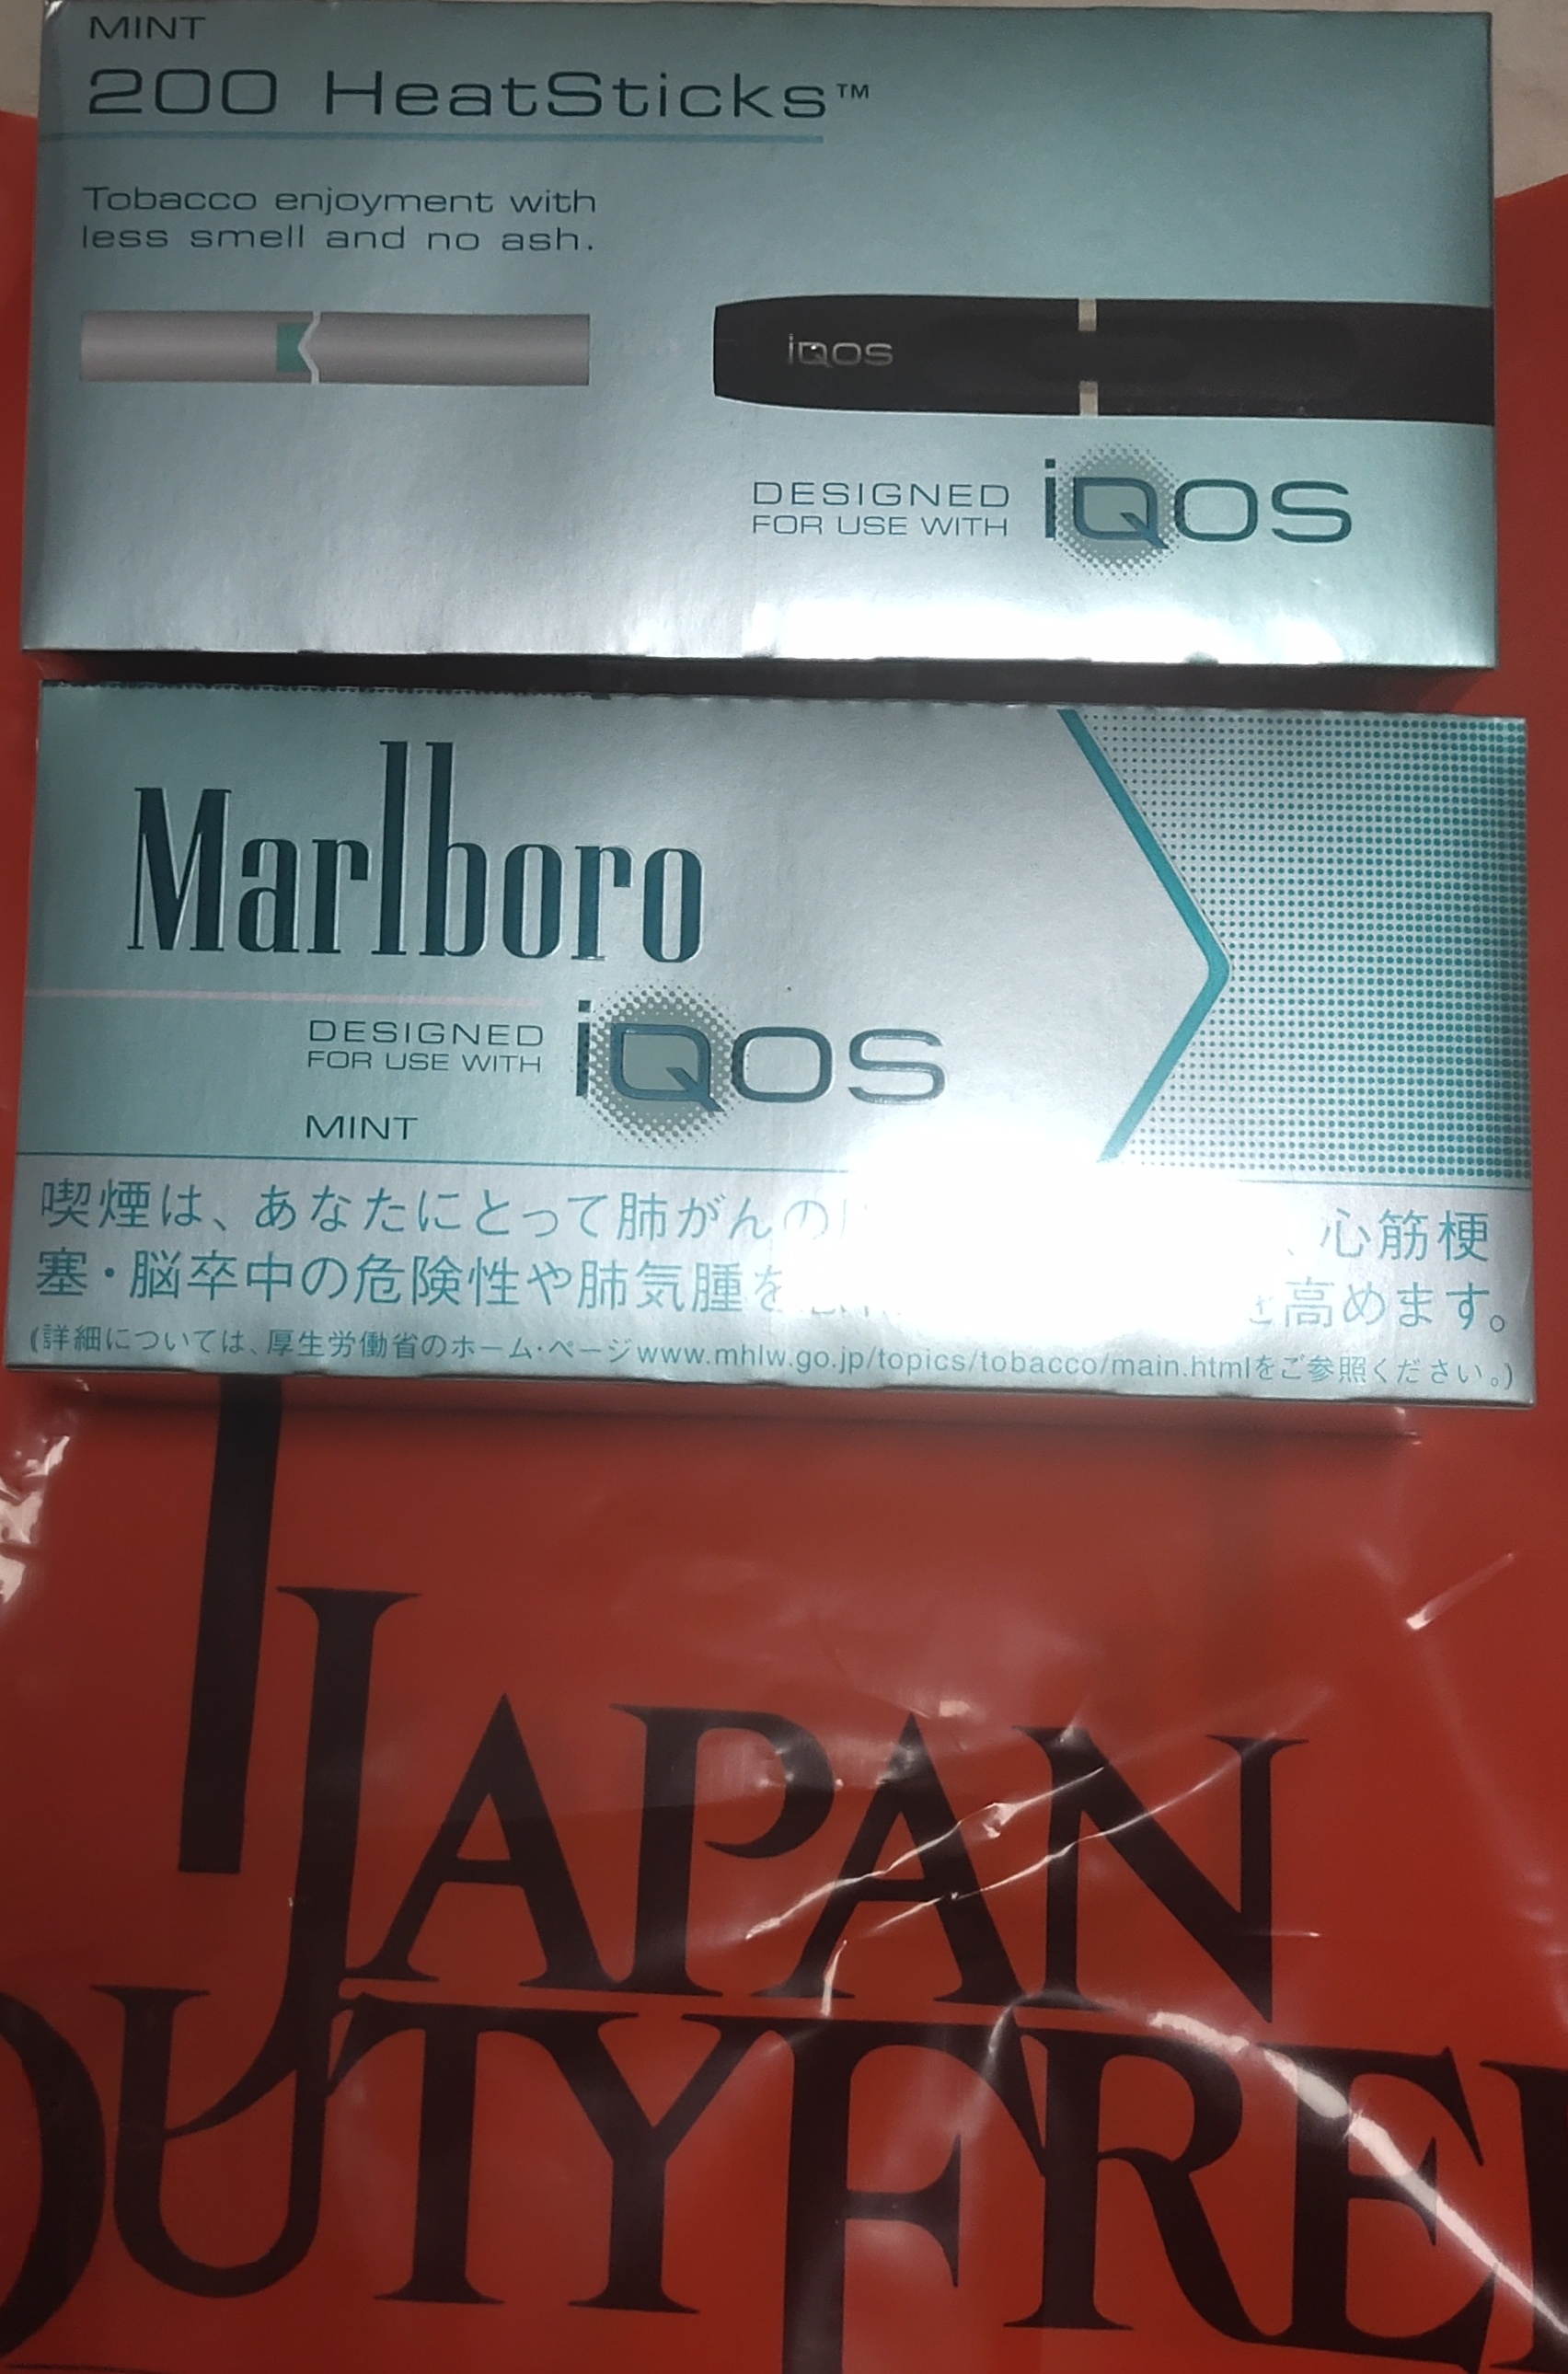 MINT
200 HeatSticks™
Tobacco enjoyment with
less smell and no ash.
iQOS
DESIGNED
FOR USE WITH
iQOS
Marlboro
DESIGNED
FOR USE WITH
iQOS
MINT
喫煙は、あなたにとって肺がんの 、心筋梗
塞・脳卒中の危険性や肺気腫を を高めます。
(詳細については、厚生労働省のホーム・ページwww.mhlw.go.jp/topics/tobacco/main.htmlをご参照ください。)
JAPAN
DUTYFREE